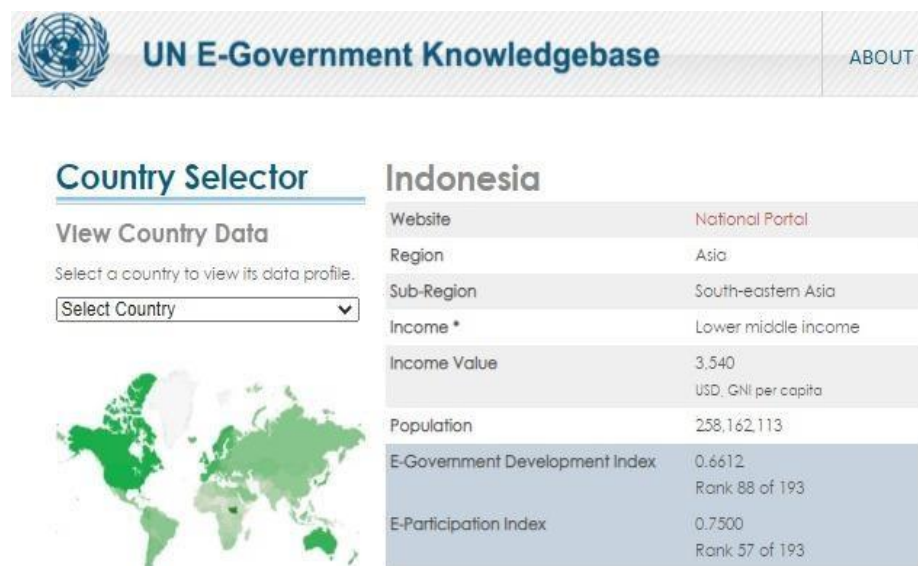 UN E-Government Knowledgebase
ABOUT
Country Selector
View Country Data
Select a country to view its data profile.
Select Country
Indonesia
Website National Portal
Region Asia
Sub-Region South-eastern Asia
Income * Lower middle income
Income Value 3,540
USD, GNI per capita
Population 258,162,113
E-Government Development Index 0.6612
Rank 88 of 193
E-Participation Index 0.7500
Rank 57 of 193